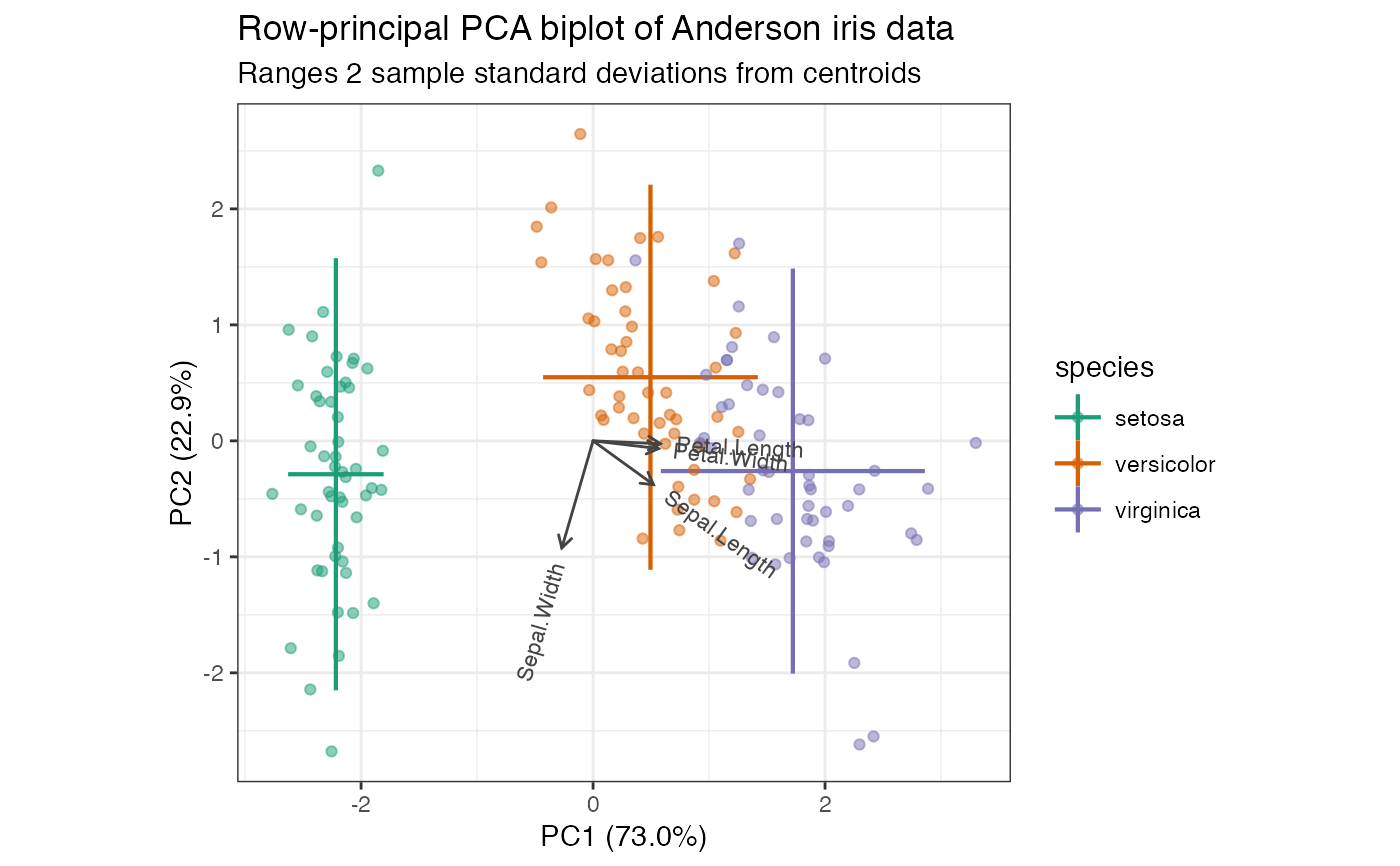 Row-principal PCA biplot of Anderson iris data
Ranges 2 sample standard deviations from centroids
PC2 (22.9%)
2
1
0
-1
-2
Petal.Length
Petal.Width
Sepal.Length
Sepal.Width
-2
0
2
PC1 (73.0%)
species
setosa
versicolor
virginica